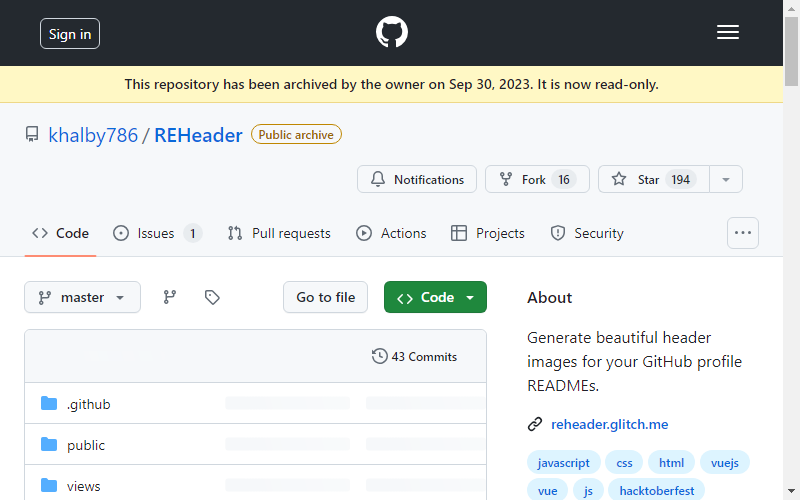 Sign in
This repository has been archived by the owner on Sep 30, 2023. It is now read-only.
khalby786 / REHeader Public archive
Notifications Fork 16 Star 194
Code Issues 1 Pull requests Actions Projects Security
master Go to file Code
43 Commits
.github
public
views
About
Generate beautiful header
images for your GitHub profile
READMEs.
reheader.glitch.me
javascript css html vuejs
vue js hacktoberfest